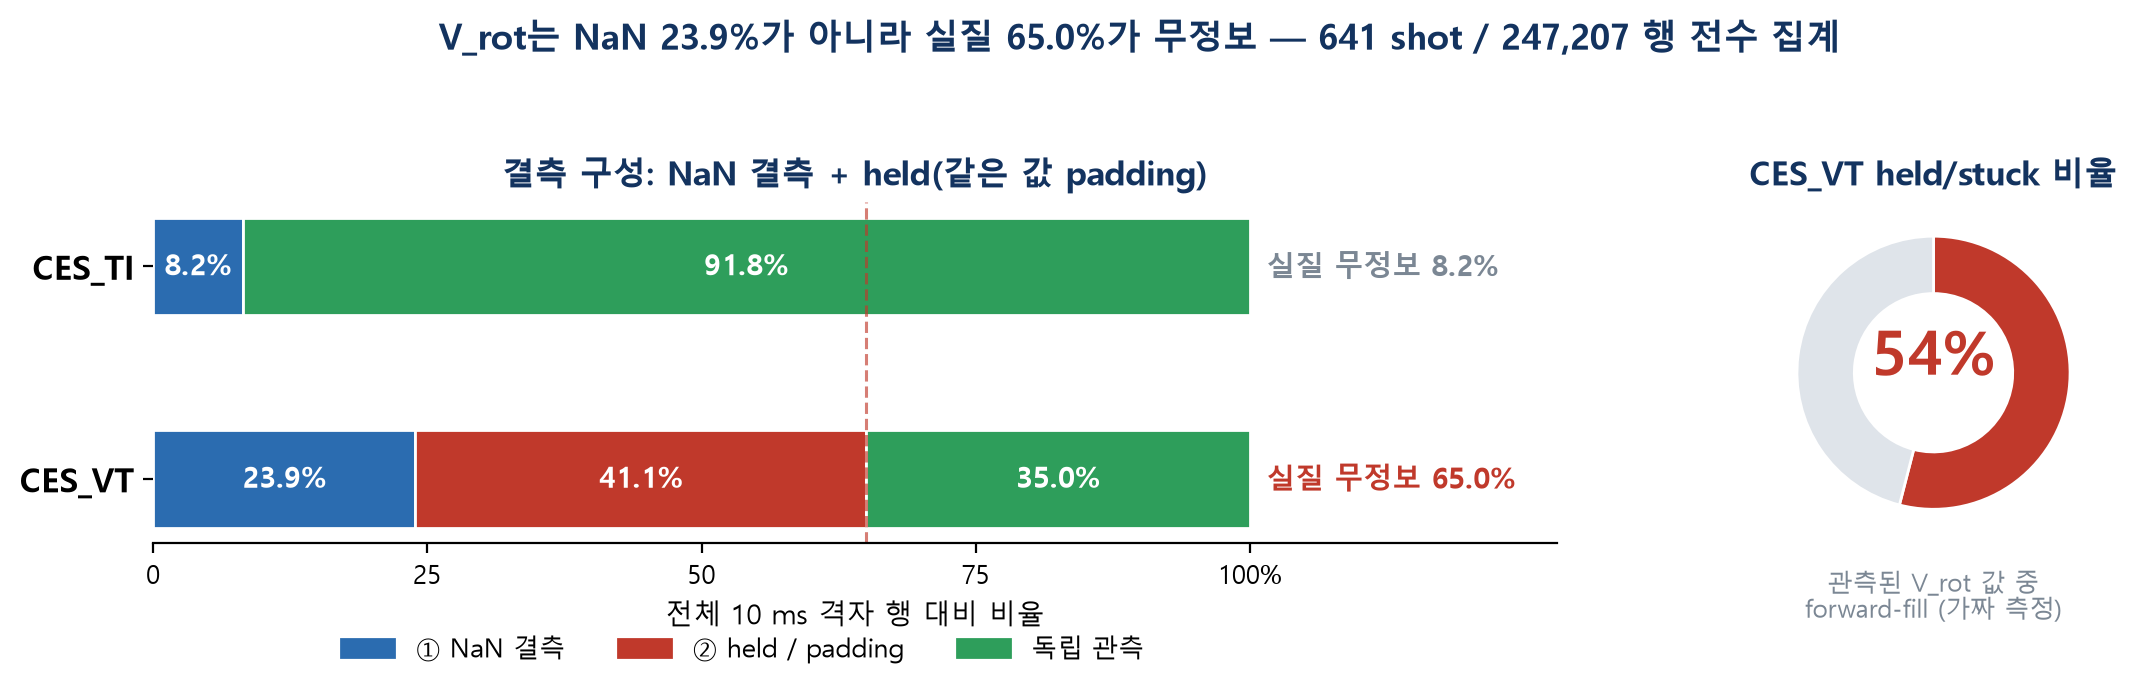 V_rot는 NaN 23.9%가 아니라 실질 65.0%가 무정보 — 641 shot / 247,207 행 전수 집계
결측 구성: NaN 결측 + held(같은 값 padding)
CES_TI
8.2%
91.8%
실질 무정보 8.2%
CES_VT
23.9%
41.1%
35.0%
실질 무정보 65.0%
0
25
50
75
100%
전체 10 ms 격자 행 대비 비율
① NaN 결측
② held / padding
독립 관측
CES_VT held/stuck 비율
54%
관측된 V_rot 값 중
forward-fill (가짜 측정)